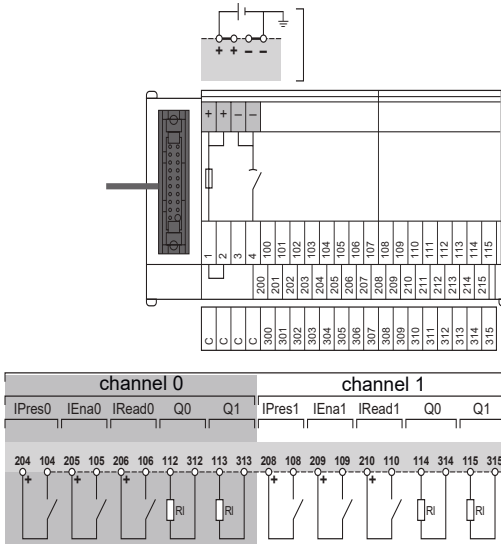 + + − −
+ + − −
1 2 3 4 100 101 102 103 104 105 106 107 108 109 110 111 112 113 114 115
200 201 202 203 204 205 206 207 208 209 210 211 212 213 214 215
C C C C 300 301 302 303 304 305 306 307 308 309 310 311 312 313 314 315
channel 0 channel 1
IPres0 IEna0 IRead0 Q0 Q1 IPres1 IEna1 IRead1 Q0 Q1
204 104 205 105 206 106 112 312 113 313 208 108 209 109 210 110 114 314 115 315
+ + + + + +
RI RI RI RI